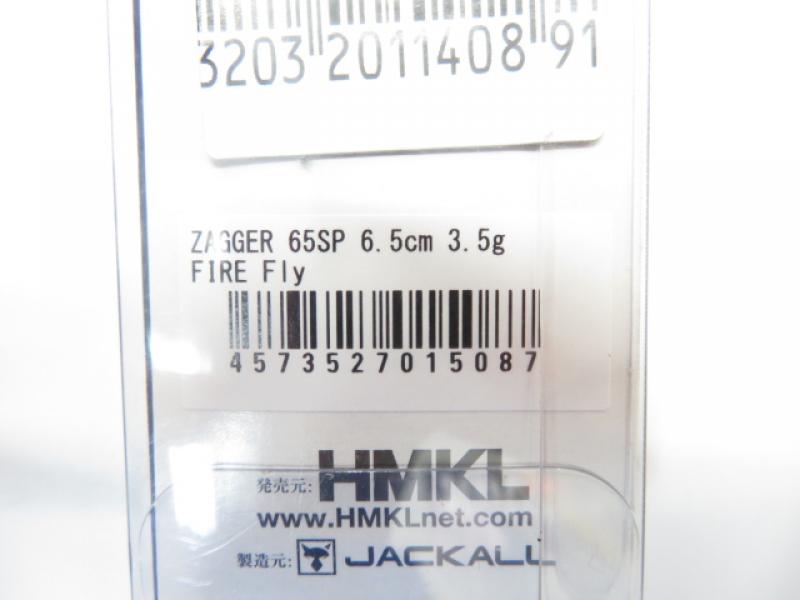 3203 2011408 91
ZAGGER 65SP 6.5cm 3.5g
FIRE Fly
4573527015087
発売元: HMKL
www.HMKLnet.com
製造元: JACKALL